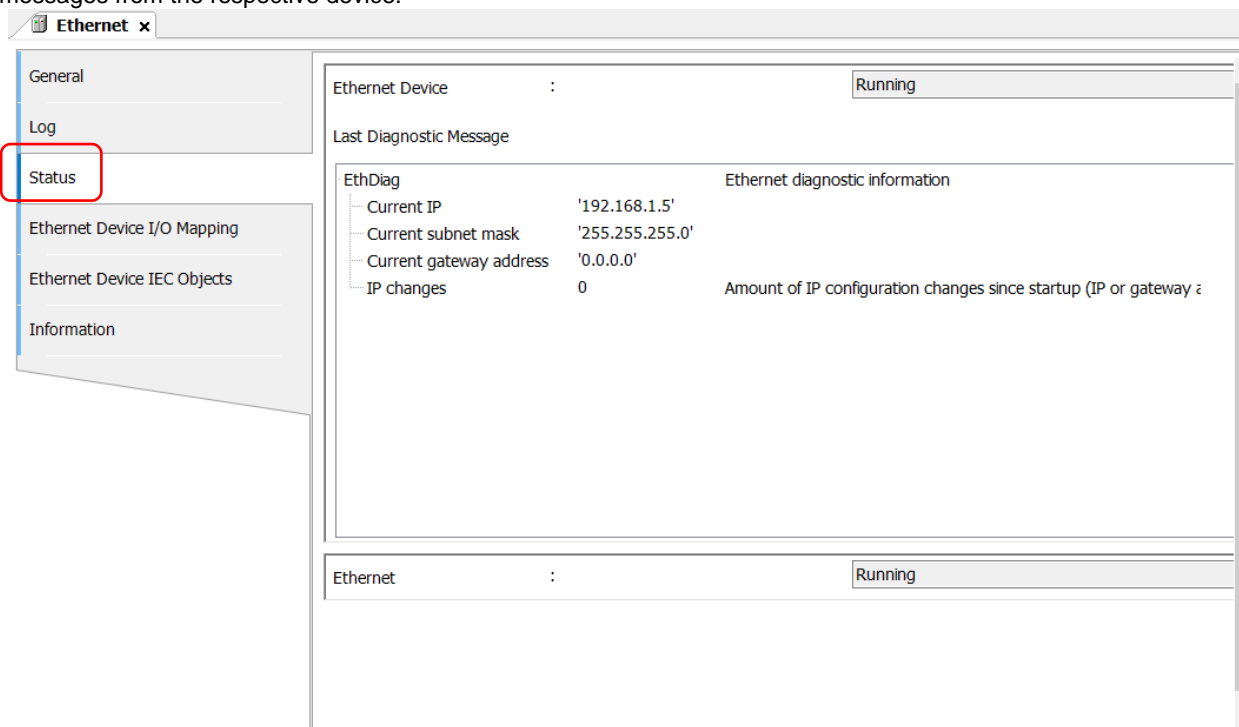 messages from the respective device.
Ethernet x
General
Log
Status
Ethernet Device I/O Mapping
Ethernet Device IEC Objects
Information
Ethernet Device : Running
Last Diagnostic Message
EthDiag Ethernet diagnostic information
Current IP '192.168.1.5'
Current subnet mask '255.255.255.0'
Current gateway address '0.0.0.0'
IP changes 0 Amount of IP configuration changes since startup (IP or gateway
Ethernet : Running